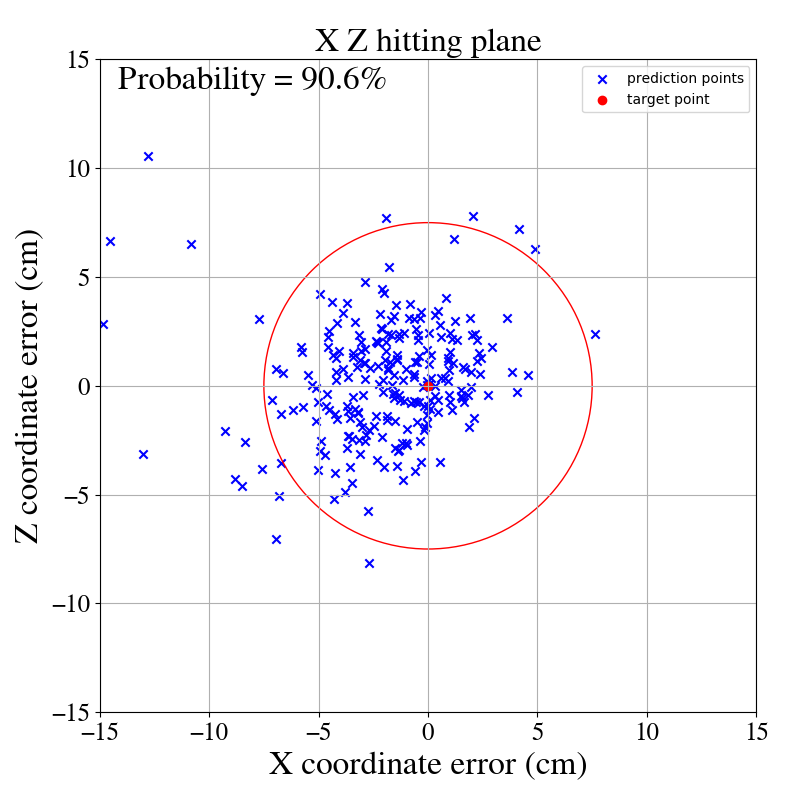 X Z hitting plane
Probability = 90.6%
prediction points
target point
Z coordinate error (cm)
15
10
5
0
−5
−10
−15
−15
−10
−5
0
5
10
15
X coordinate error (cm)